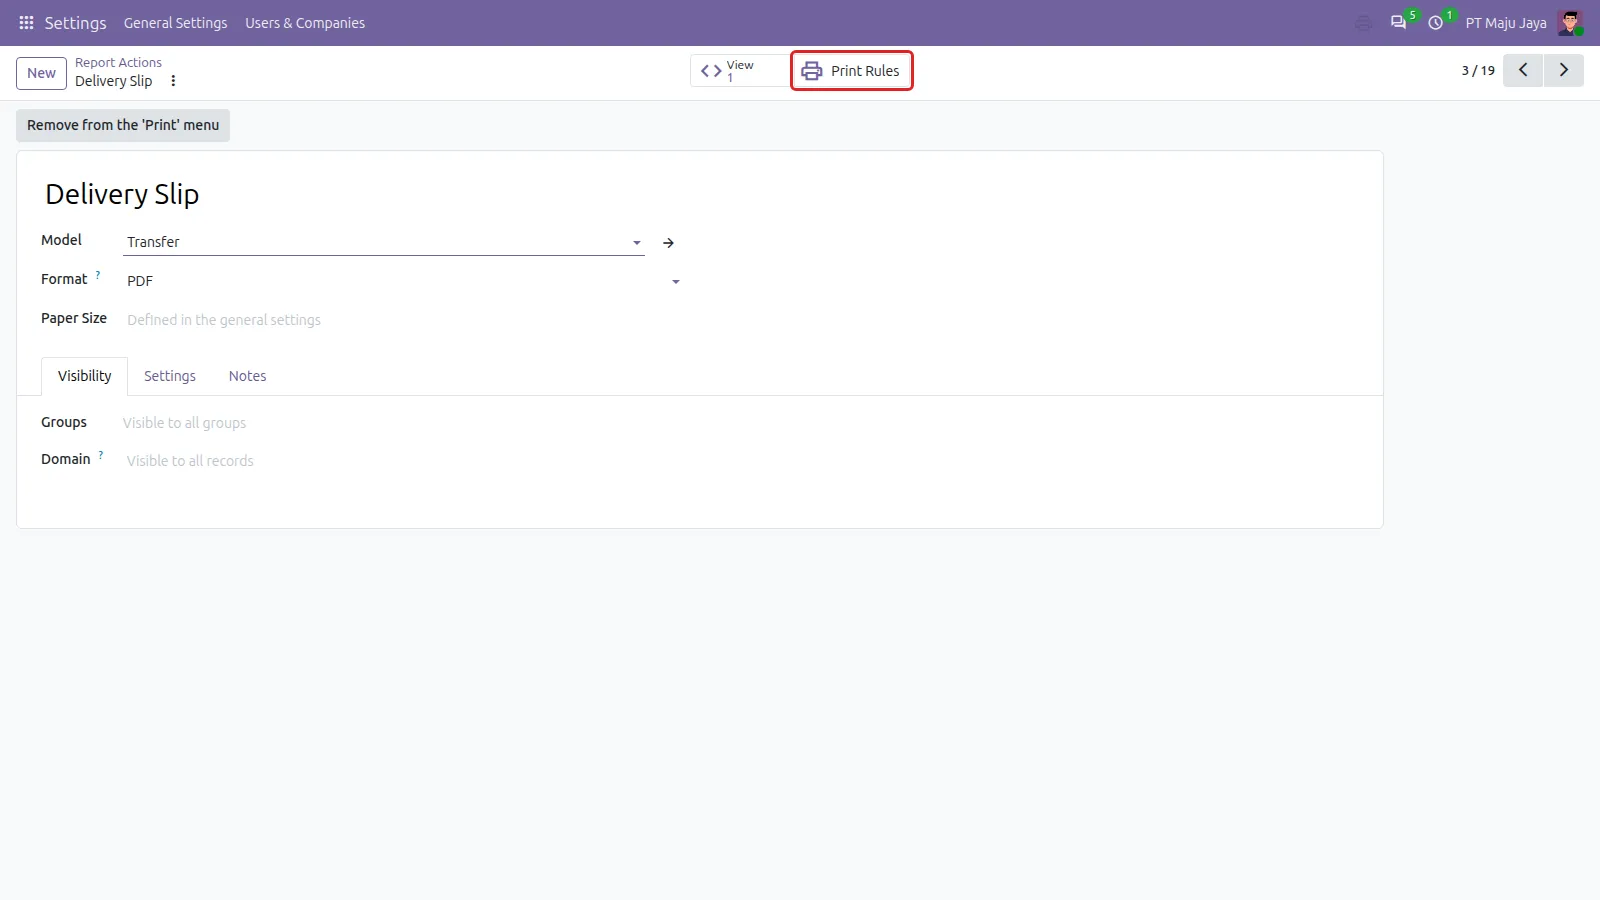 Settings General Settings Users & Companies 5 1 PT Maju Jaya
New Report Actions
Delivery Slip
View
1
Print Rules
3 / 19
Remove from the 'Print' menu
Delivery Slip
Model Transfer
Format ? PDF
Paper Size Defined in the general settings
Visibility Settings Notes
Groups Visible to all groups
Domain ? Visible to all records